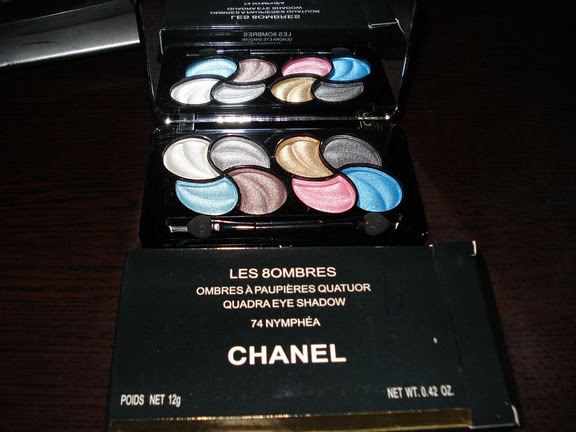 LES 8OMBRES
OMBRES À PAUPIÈRES QUATUOR
QUADRA EYE SHADOW
74 NYMPHÉA
CHANEL
POIDS NET 12g
NET WT. 0.42 OZ.